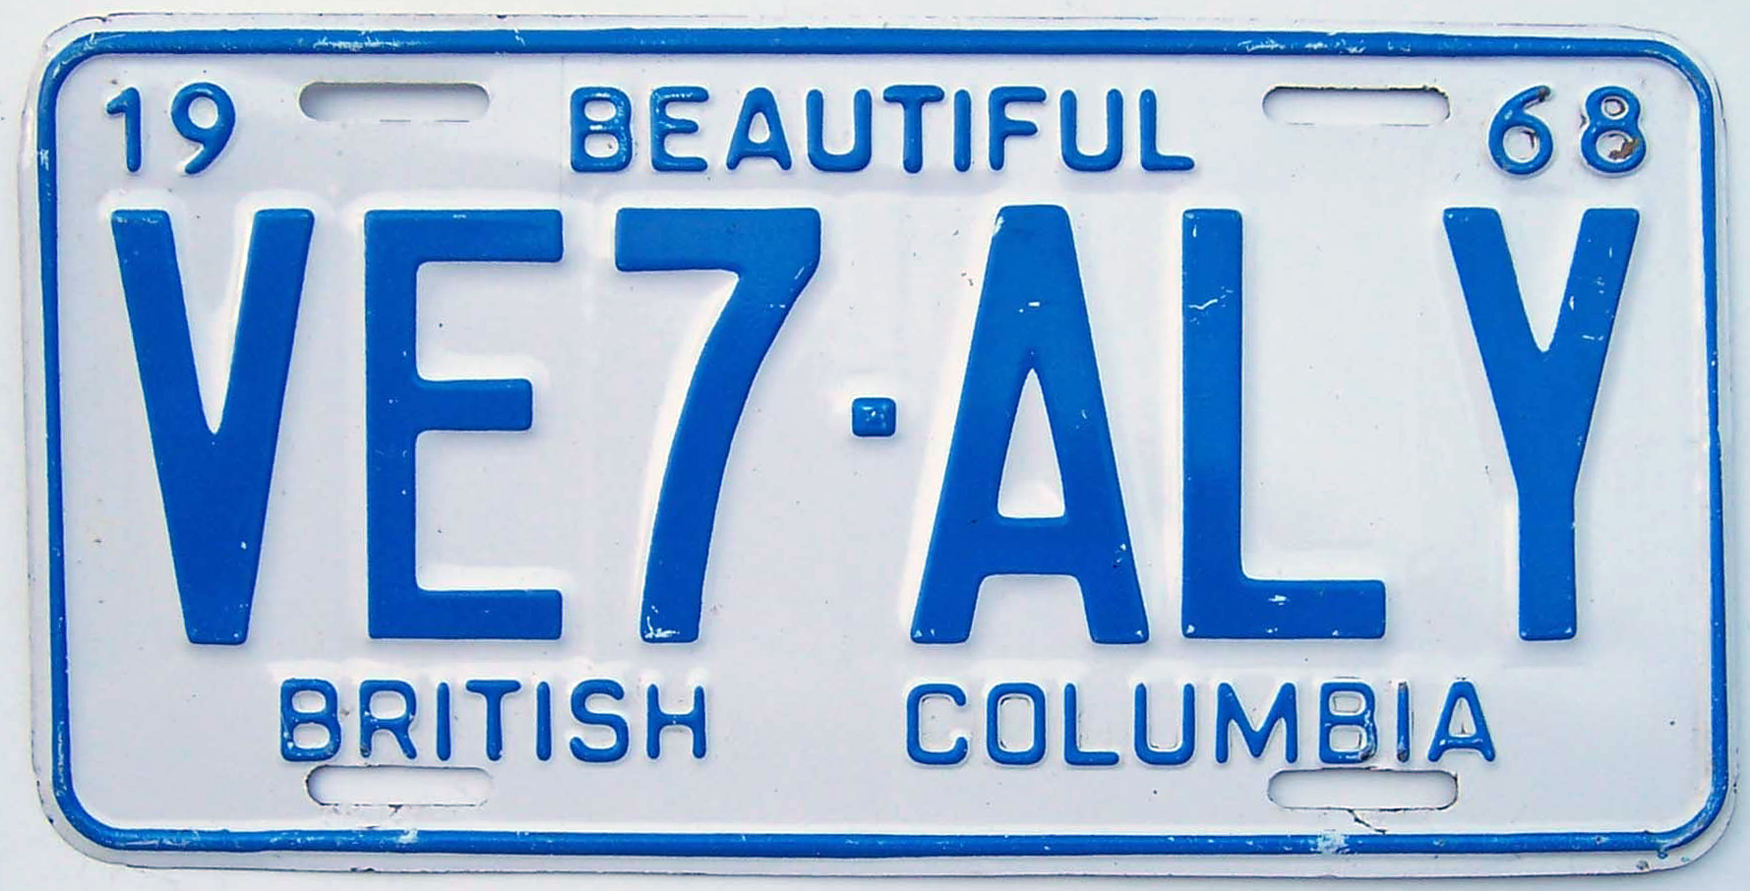 19 BEAUTIFUL 68
VE7·ALY
BRITISH COLUMBIA